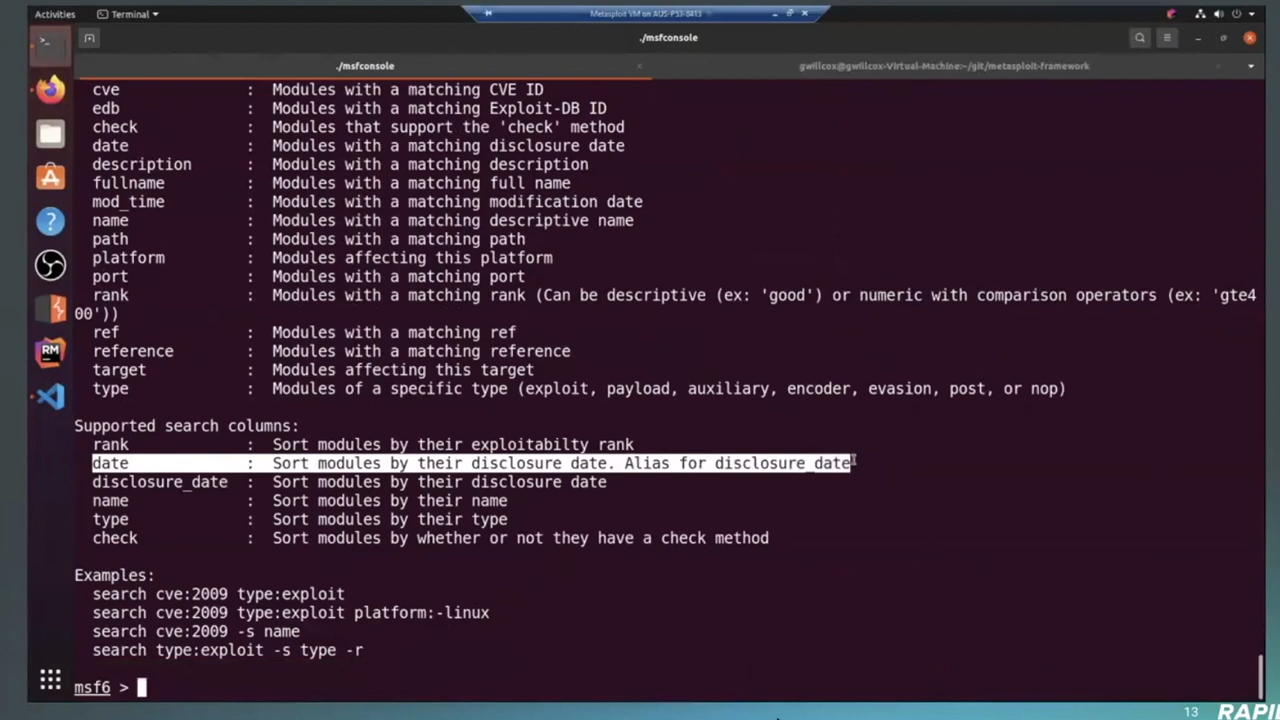 Activities
Terminal
Metasploit VM on AUS-PS3-0413
./msfconsole
./msfconsole
gwillcox@gwillcox-Virtual-Machine:~/git/metasploit-framework
cve : Modules with a matching CVE ID
edb : Modules with a matching Exploit-DB ID
check : Modules that support the 'check' method
date : Modules with a matching disclosure date
description : Modules with a matching description
fullname : Modules with a matching full name
mod_time : Modules with a matching modification date
name : Modules with a matching descriptive name
path : Modules with a matching path
platform : Modules affecting this platform
port : Modules with a matching port
rank : Modules with a matching rank (Can be descriptive (ex: 'good') or numeric with comparison operators (ex: 'gte4
00'))
ref : Modules with a matching ref
reference : Modules with a matching reference
target : Modules affecting this target
type : Modules of a specific type (exploit, payload, auxiliary, encoder, evasion, post, or nop)
Supported search columns:
rank : Sort modules by their exploitabilty rank
date : Sort modules by their disclosure date. Alias for disclosure_date
disclosure_date : Sort modules by their disclosure date
name : Sort modules by their name
type : Sort modules by their type
check : Sort modules by whether or not they have a check method
Examples:
search cve:2009 type:exploit
search cve:2009 type:exploit platform:-linux
search cve:2009 -s name
search type:exploit -s type -r
msf6 >
RM
13 RAPI